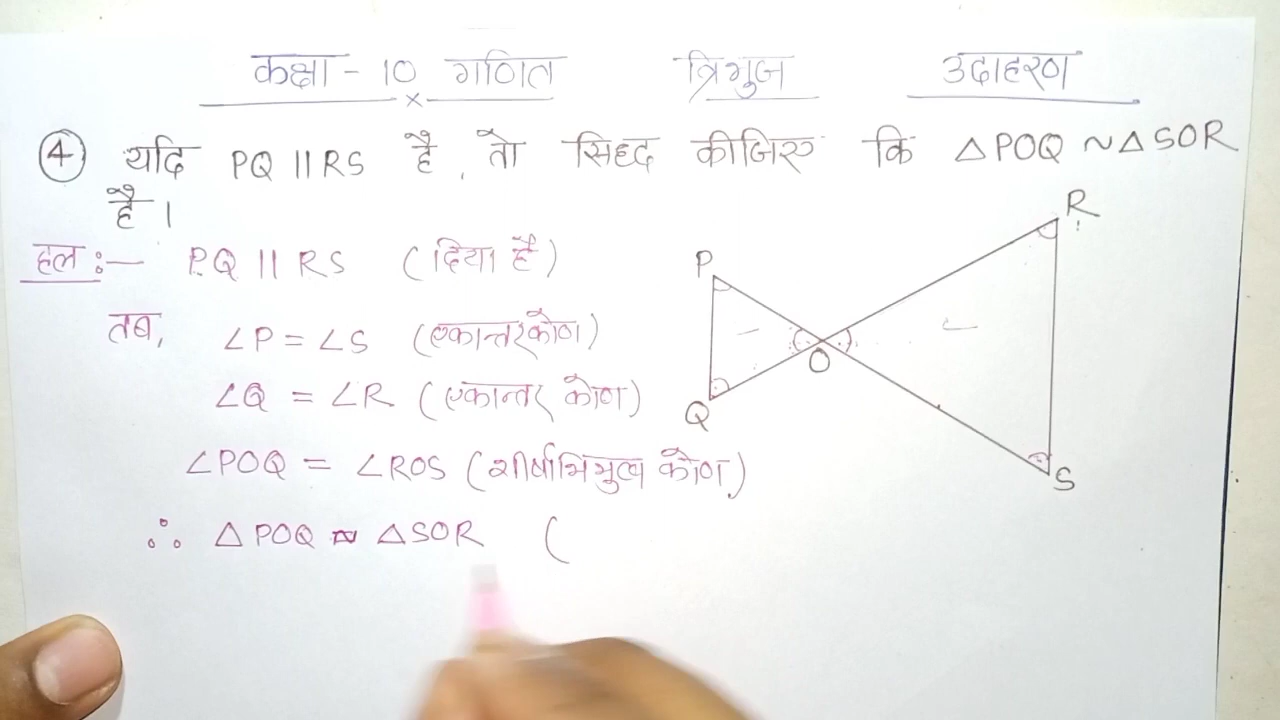 कक्षा - 10 गणित त्रिभुज उदाहरण
④ यदि PQ || RS है, तो सिध्द कीजिए कि △POQ ~ △SOR
है।
हल :— PQ || RS (दिया है)
तब, ∠P = ∠S (एकान्तर कोण)
∠Q = ∠R (एकान्तर कोण)
∠POQ = ∠ROS (शीर्षाभिमुख कोण)
∴ △POQ ~ △SOR (
R
P
O
Q
S